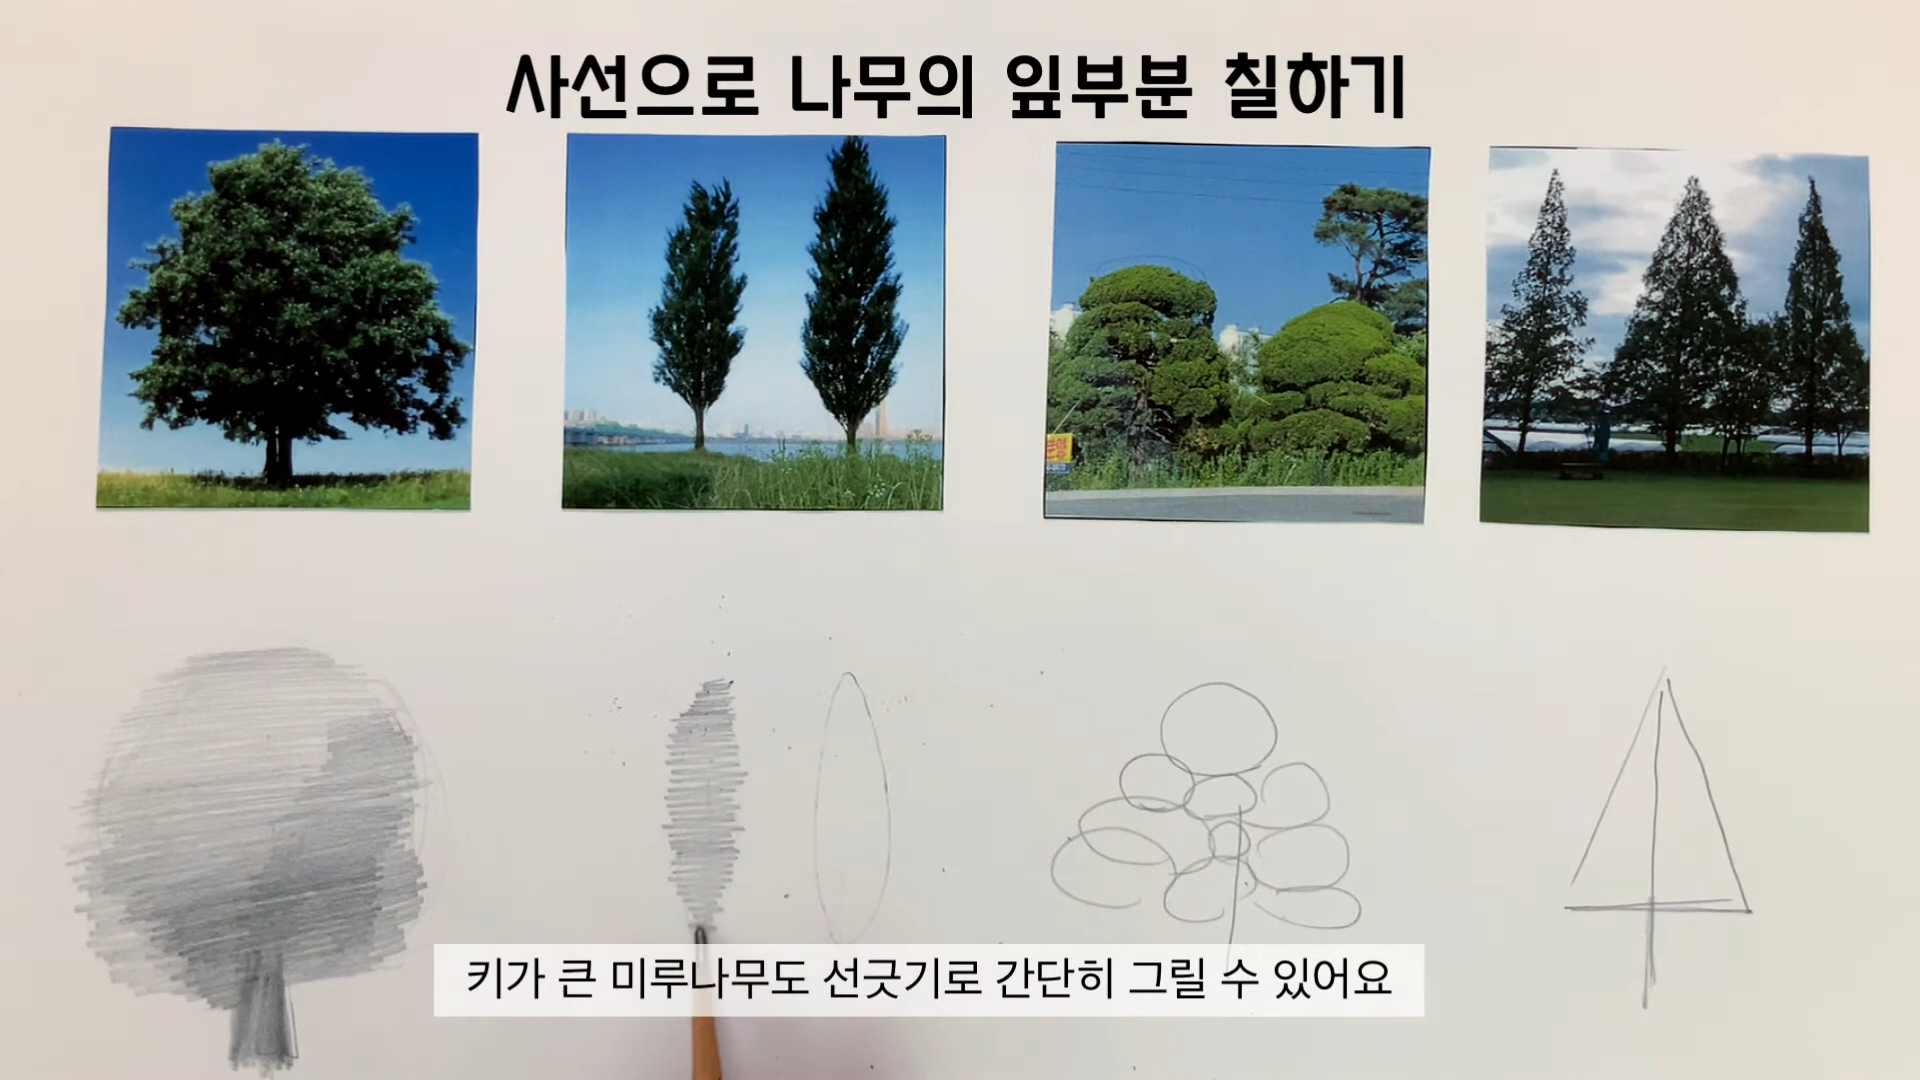 사선으로 나무의 잎부분 칠하기
키가 큰 미루나무도 선긋기로 간단히 그릴 수 있어요